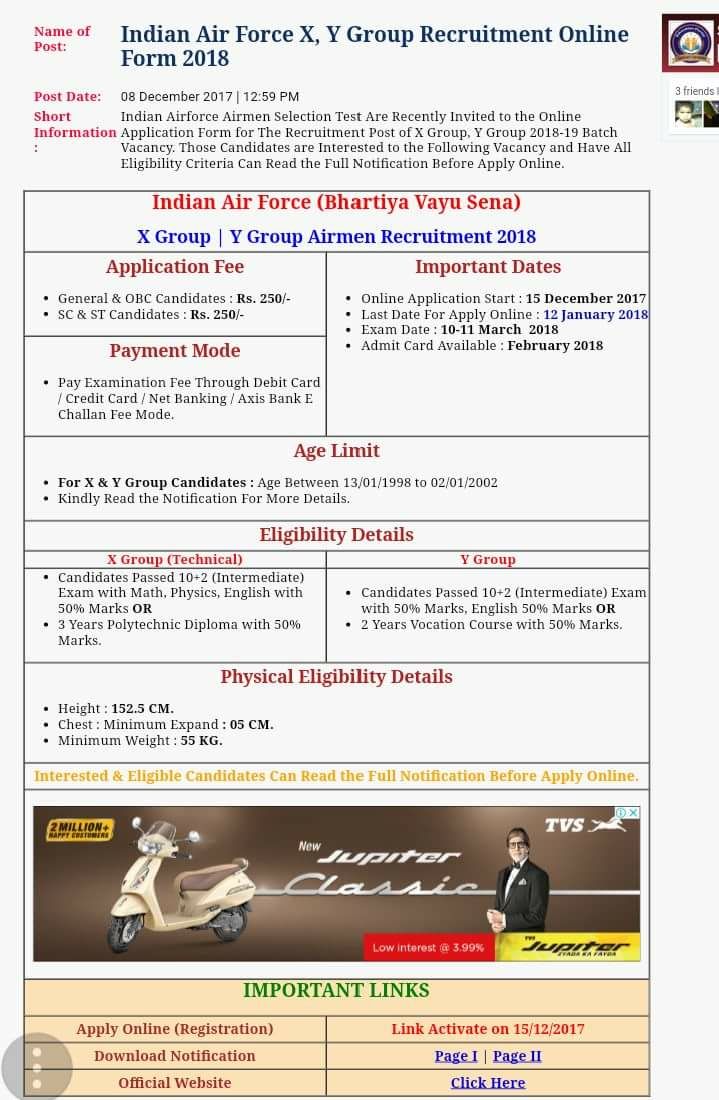 Name of Post:
Indian Air Force X, Y Group Recruitment Online
Form 2018
Post Date:
08 December 2017 | 12:59 PM
Short
Information
:
Indian Airforce Airmen Selection Test Are Recently Invited to the Online
Application Form for The Recruitment Post of X Group, Y Group 2018-19 Batch
Vacancy. Those Candidates are Interested to the Following Vacancy and Have All
Eligibility Criteria Can Read the Full Notification Before Apply Online.
3 friends l
Indian Air Force (Bhartiya Vayu Sena)
X Group | Y Group Airmen Recruitment 2018
Application Fee
• General & OBC Candidates : Rs. 250/-
• SC & ST Candidates : Rs. 250/-
Payment Mode
• Pay Examination Fee Through Debit Card
/ Credit Card / Net Banking / Axis Bank E
Challan Fee Mode.
Important Dates
• Online Application Start : 15 December 2017
• Last Date For Apply Online : 12 January 2018
• Exam Date : 10-11 March 2018
• Admit Card Available : February 2018
Age Limit
• For X & Y Group Candidates : Age Between 13/01/1998 to 02/01/2002
• Kindly Read the Notification For More Details.
Eligibility Details
X Group (Technical)
• Candidates Passed 10+2 (Intermediate)
Exam with Math, Physics, English with
50% Marks OR
• 3 Years Polytechnic Diploma with 50%
Marks.
Y Group
• Candidates Passed 10+2 (Intermediate) Exam
with 50% Marks, English 50% Marks OR
• 2 Years Vocation Course with 50% Marks.
Physical Eligibility Details
• Height : 152.5 CM.
• Chest : Minimum Expand : 05 CM.
• Minimum Weight : 55 KG.
Interested & Eligible Candidates Can Read the Full Notification Before Apply Online.
2 MILLION+
HAPPY CUSTOMERS
New
Jupiter
Classic
TVS
Low interest @ 3.99%
TVS
Jupiter
ZYADA KA FAYDA
IMPORTANT LINKS
Apply Online (Registration)
Link Activate on 15/12/2017
Download Notification
Page I | Page II
Official Website
Click Here